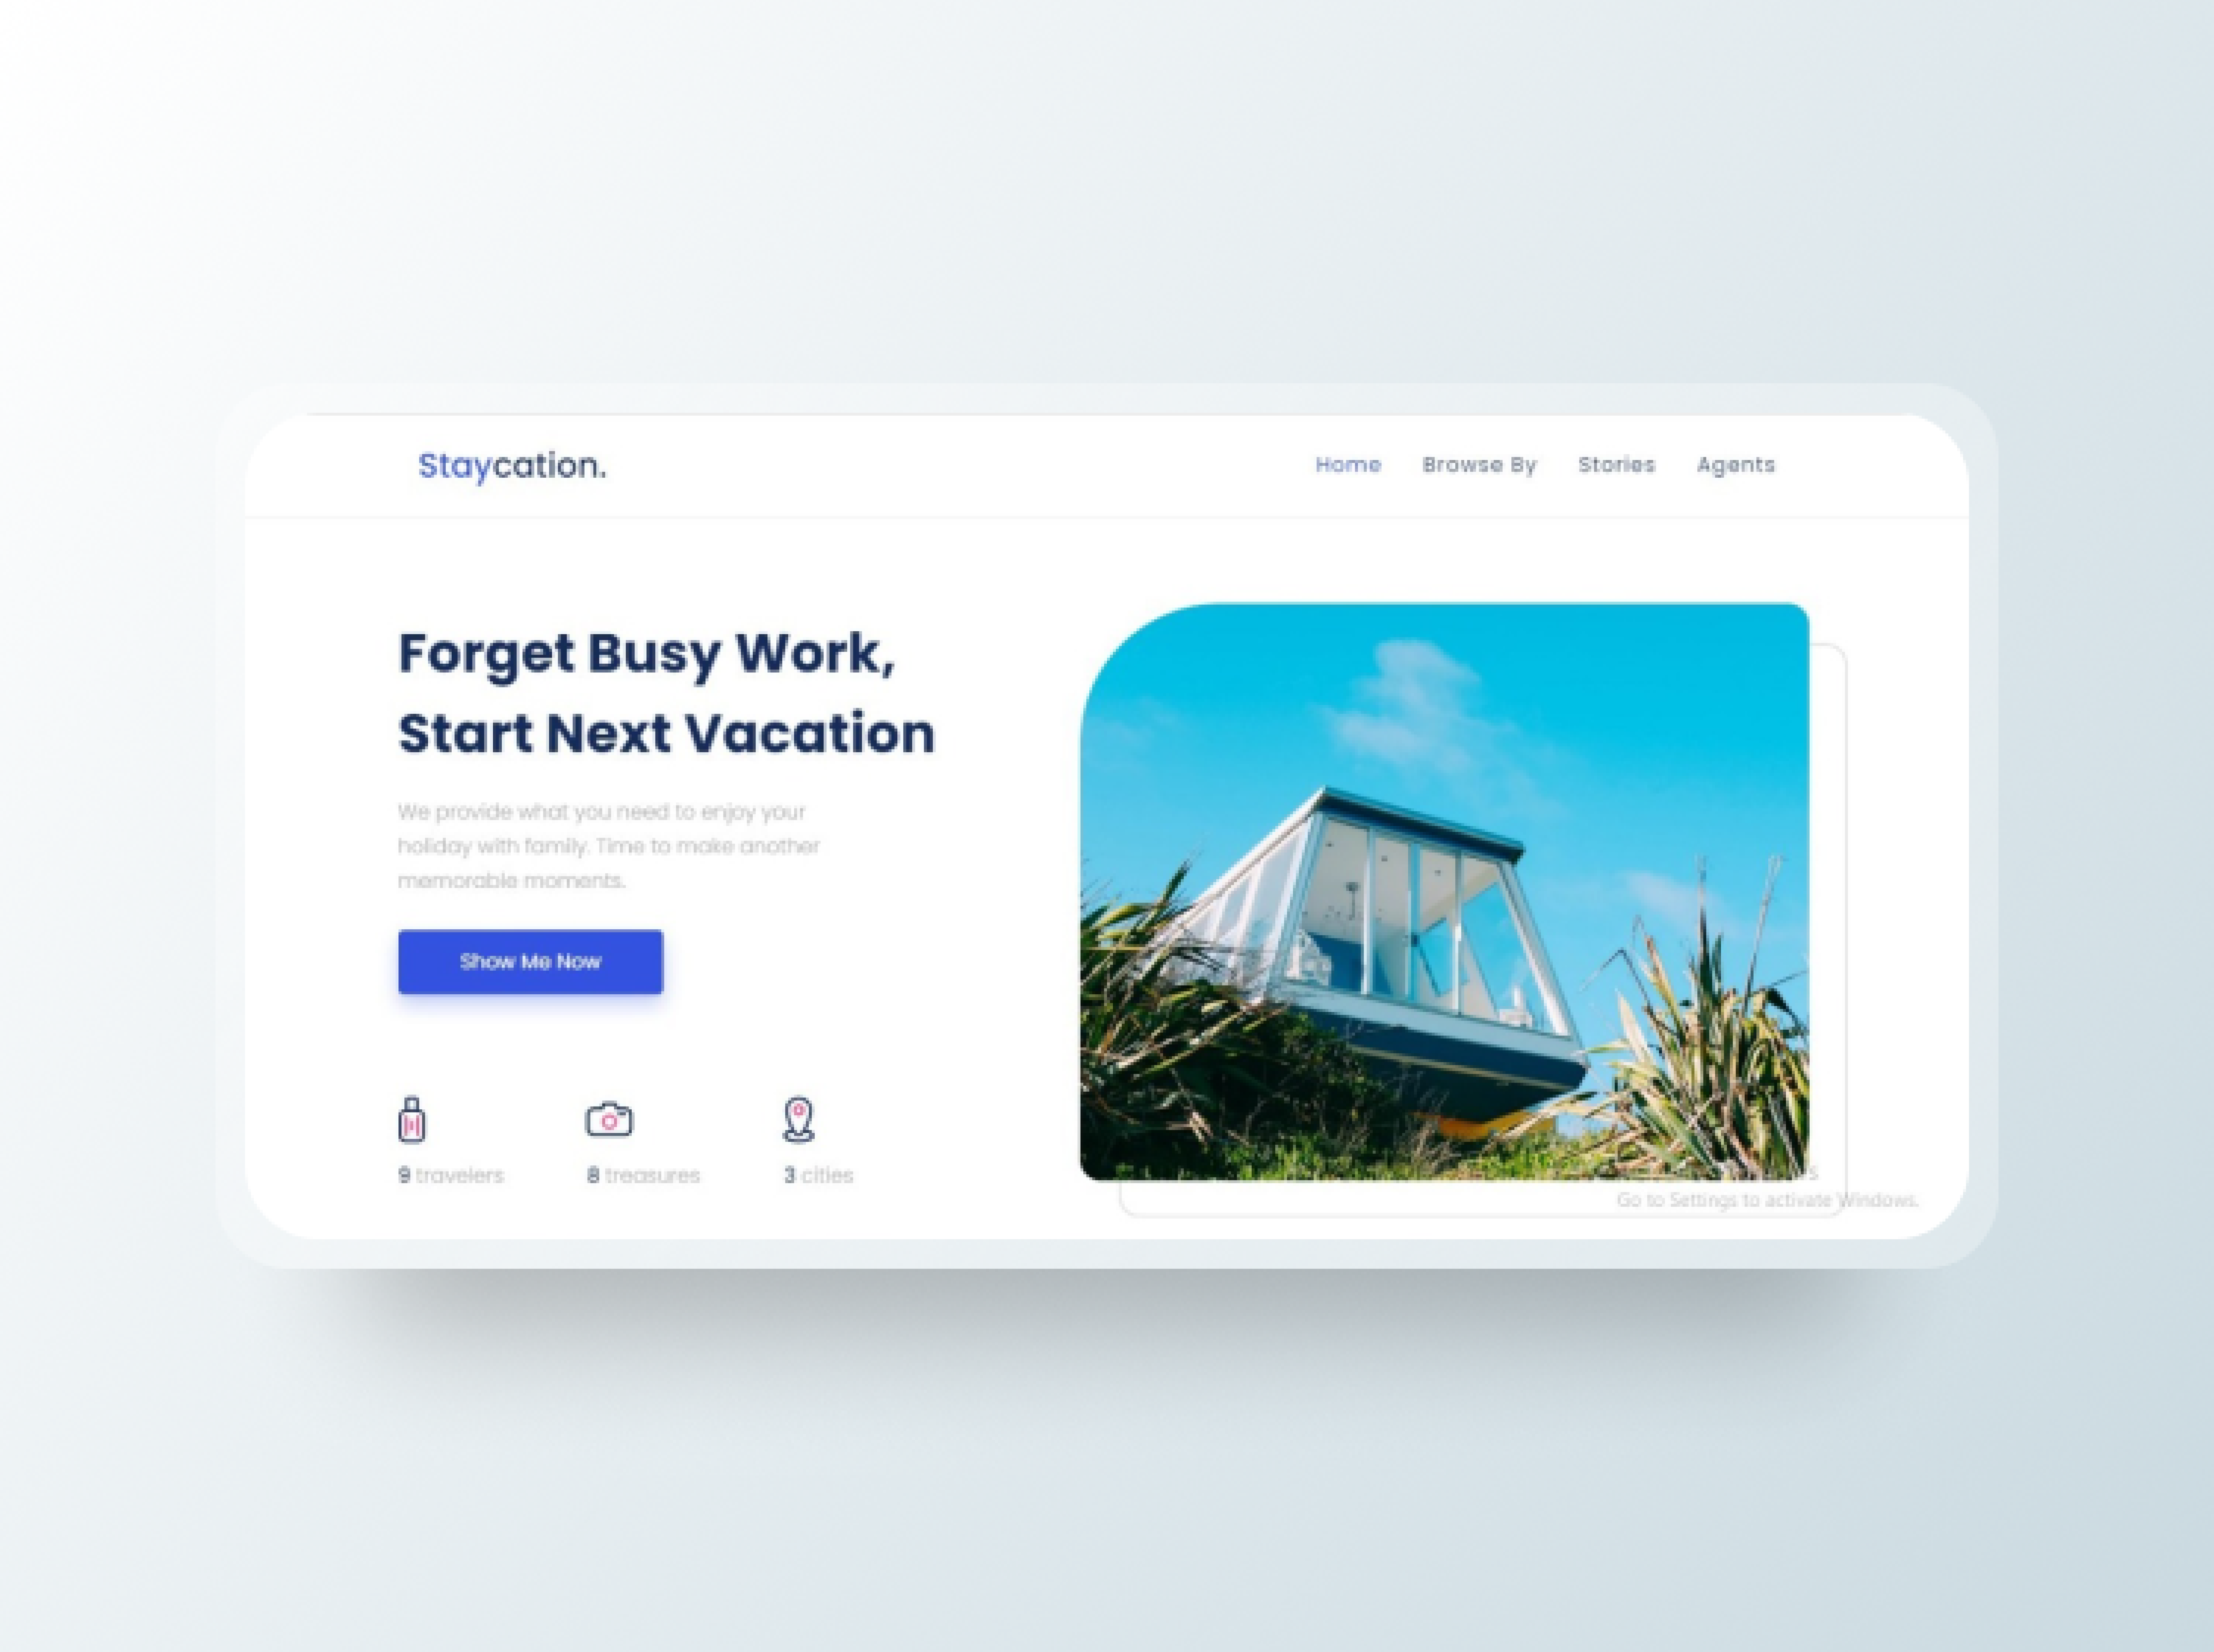 Staycation.
Home Browse By Stories Agents
Forget Busy Work,
Start Next Vacation
We provide what you need to enjoy your
holiday with family. Time to make another
memorable moments.
Show Me Now
9 travelers 8 treasures 3 cities
Go to Settings to activate Windows.